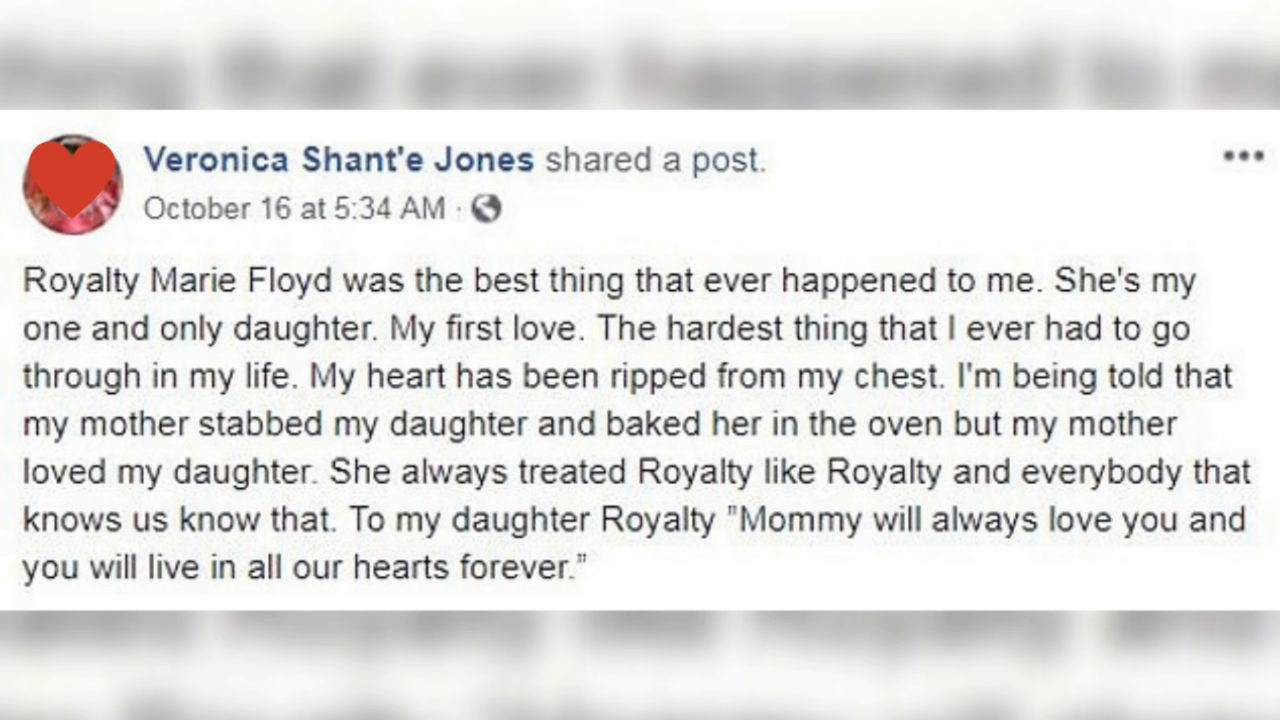 Veronica Shant'e Jones shared a post.
October 16 at 5:34 AM ·
Royalty Marie Floyd was the best thing that ever happened to me. She's my
one and only daughter. My first love. The hardest thing that I ever had to go
through in my life. My heart has been ripped from my chest. I'm being told that
my mother stabbed my daughter and baked her in the oven but my mother
loved my daughter. She always treated Royalty like Royalty and everybody that
knows us know that. To my daughter Royalty "Mommy will always love you and
you will live in all our hearts forever."